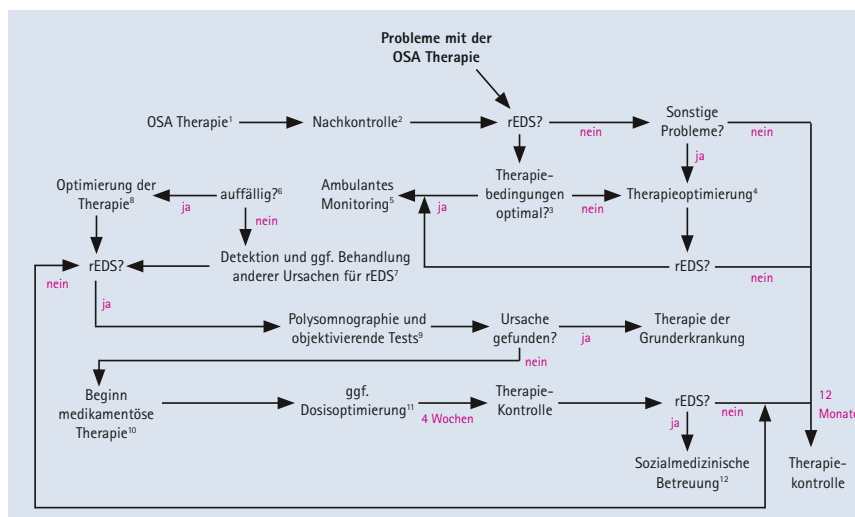 Probleme mit der
OSA Therapie
OSA Therapie¹
Nachkontrolle²
rEDS?
nein
Sonstige
Probleme?
nein
ja
Optimierung der
Therapie⁸
ja
auffällig?⁶
nein
Ambulantes
Monitoring⁵
ja
Therapie-
bedingungen
optimal?³
nein
Therapieoptimierung⁴
rEDS?
nein
Detektion und ggf. Behandlung
anderer Ursachen für rEDS⁷
rEDS?
nein
ja
Polysomnographie und
objektivierende Tests⁹
Ursache
gefunden?
ja
nein
Therapie der
Grunderkrankung
Beginn
medikamentöse
Therapie¹⁰
ggf.
Dosisoptimierung¹¹
4 Wochen
Therapie-
Kontrolle
rEDS?
ja
nein
12
Monate
Sozialmedizinische
Betreuung¹²
Therapie-
kontrolle